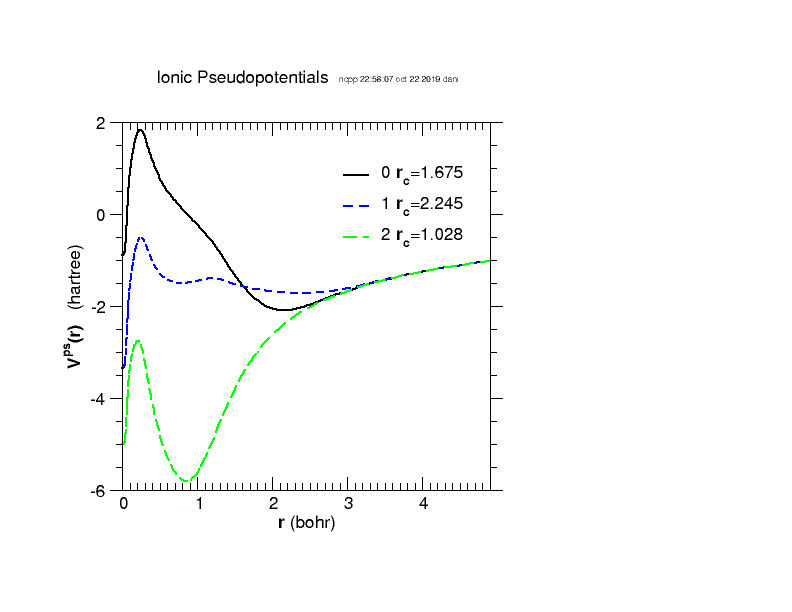 Ionic Pseudopotentials ncpp 22:56:07 oct 22 2019 dani
0 rc=1.675
1 rc=2.245
2 rc=1.028
2
0
-2
-4
-6
Vps(r) (hartree)
0 1 2 3 4
r (bohr)